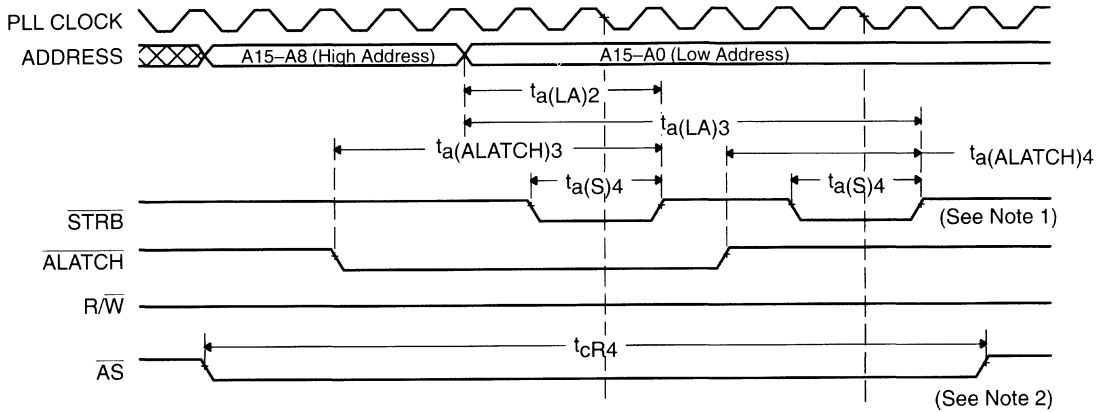 PLL CLOCK
ADDRESS
A15–A8 (High Address)
A15–A0 (Low Address)
ta(LA)2
ta(LA)3
ta(ALATCH)3
ta(ALATCH)4
ta(S)4
ta(S)4
STRB
(See Note 1)
ALATCH
R/W
tcR4
AS
(See Note 2)